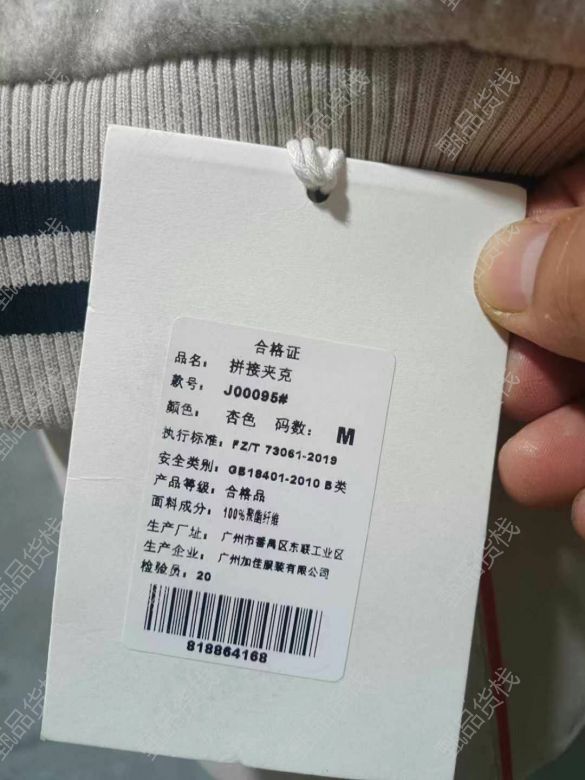 合格证
品名： 拼接夹克
款号： J00095#
颜色： 杏色 码数： M
执行标准： FZ/T 73061-2019
安全类别： GB18401-2010 B类
产品等级： 合格品
面料成分： 100%聚酯纤维
生产厂址： 广州市番禺区东联工业区
生产企业： 广州加佳服装有限公司
检验员： 20
818864168
甄品货栈